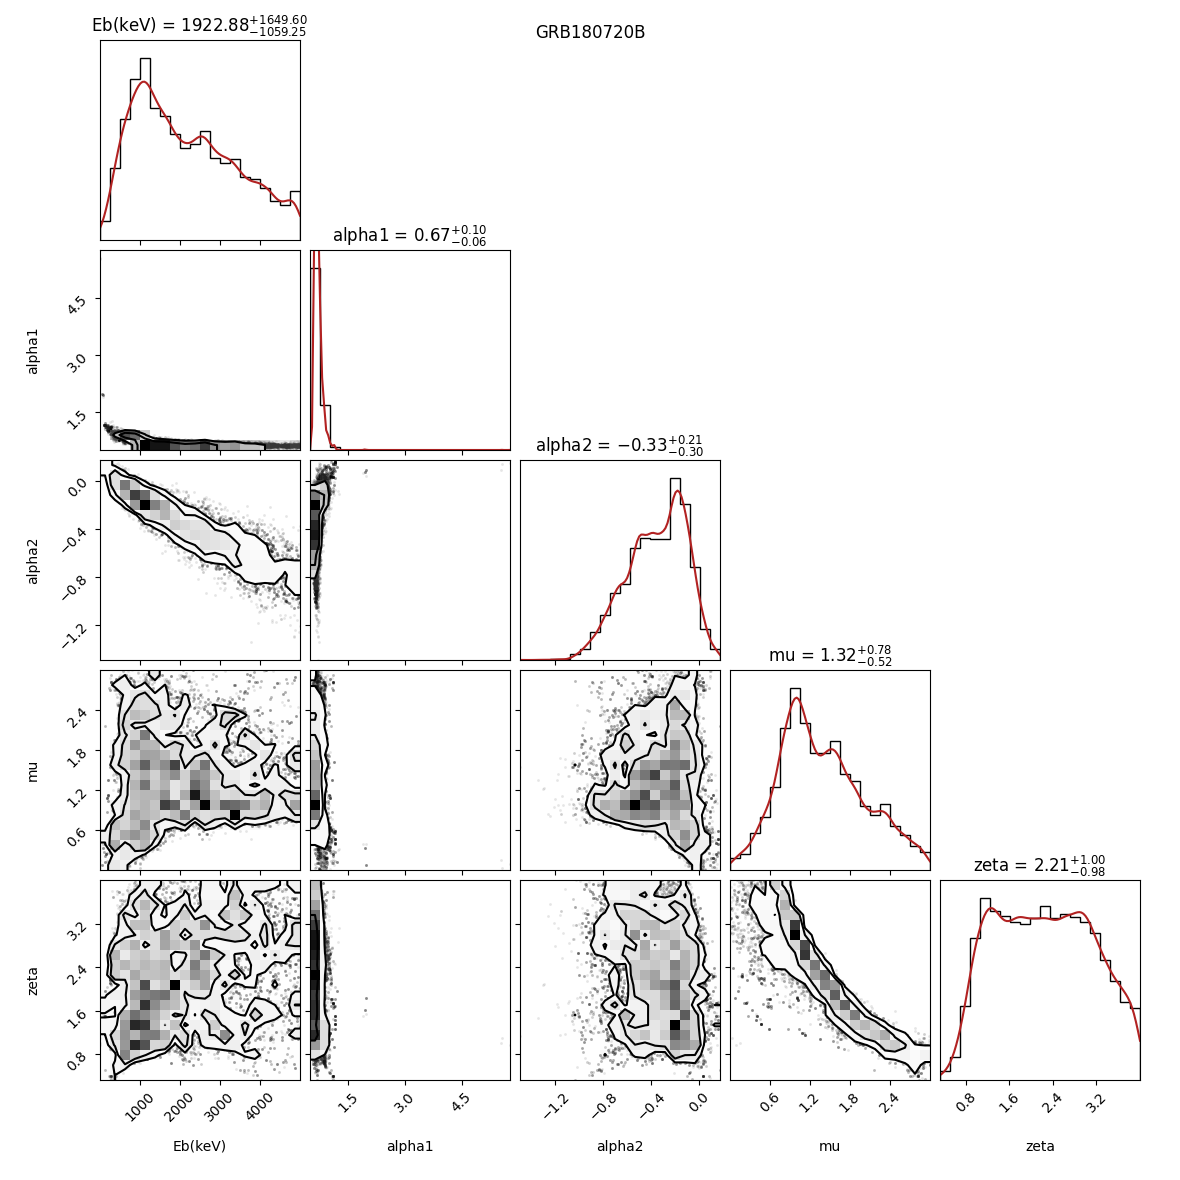 GRB180720B
Eb(keV) = 1922.88+1649.60−1059.25
alpha1 = 0.67+0.10−0.06
4.5
3.0
1.5
alpha1
alpha2 = −0.33+0.21−0.30
0.0
−0.4
−0.8
−1.2
alpha2
mu = 1.32+0.78−0.52
2.4
1.8
1.2
0.6
mu
zeta = 2.21+1.00−0.98
3.2
2.4
1.6
0.8
zeta
1000 2000 3000 4000
1.5 3.0 4.5
−1.2 −0.8 −0.4 0.0
0.6 1.2 1.8 2.4
0.8 1.6 2.4 3.2
Eb(keV) alpha1 alpha2 mu zeta